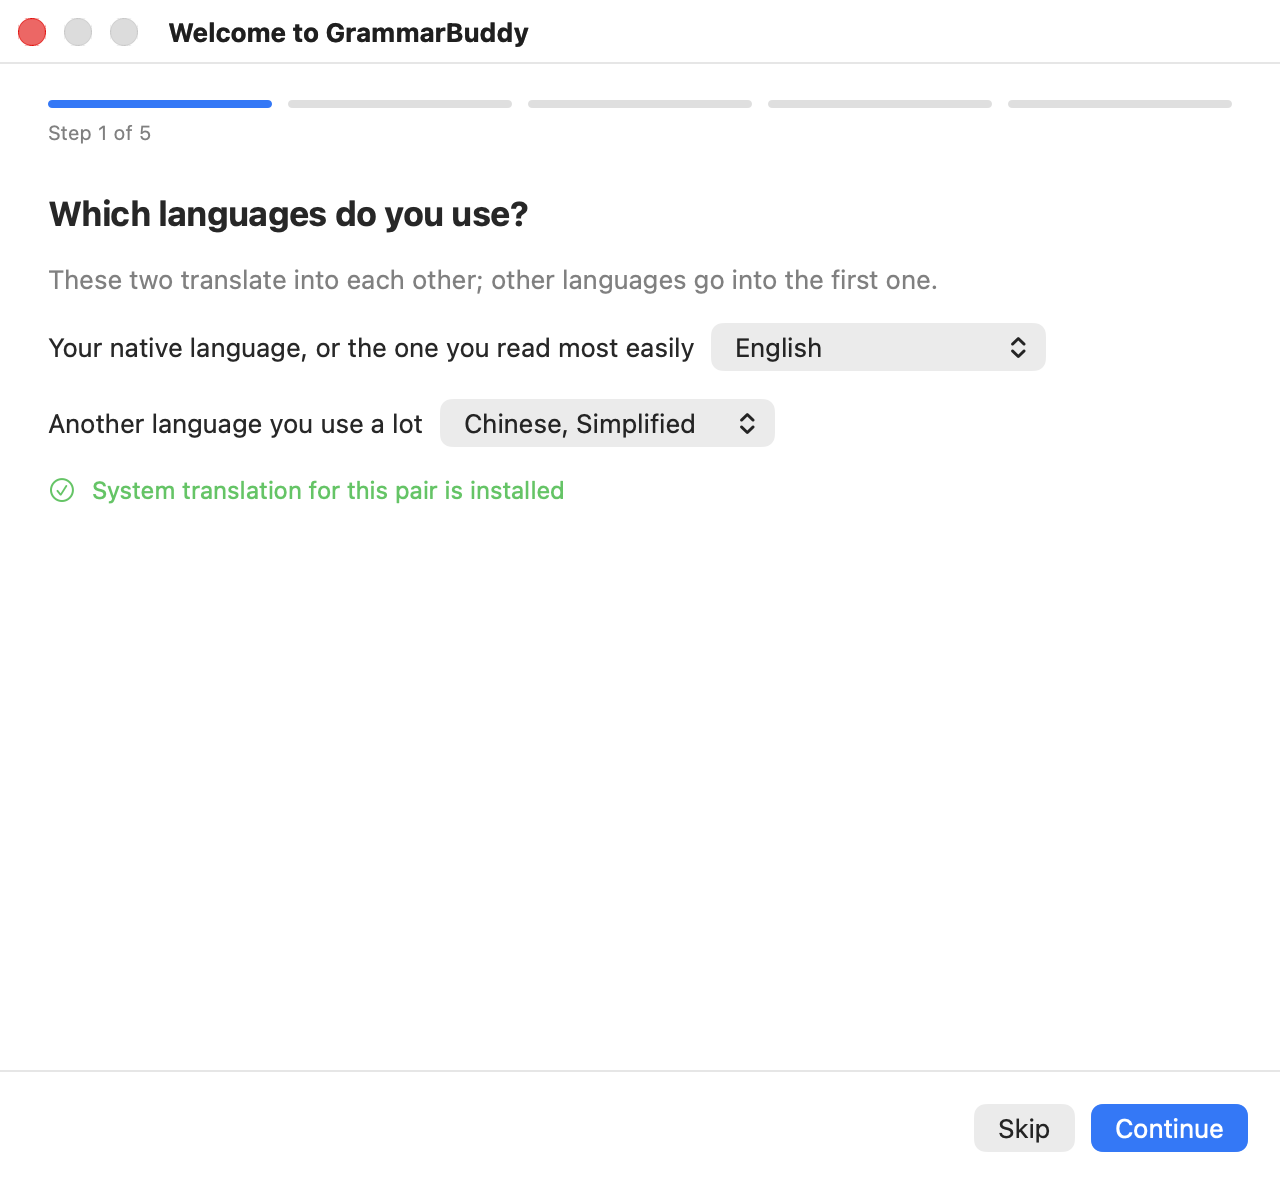 Welcome to GrammarBuddy
Step 1 of 5
Which languages do you use?
These two translate into each other; other languages go into the first one.
Your native language, or the one you read most easily English
Another language you use a lot Chinese, Simplified
System translation for this pair is installed
Skip Continue